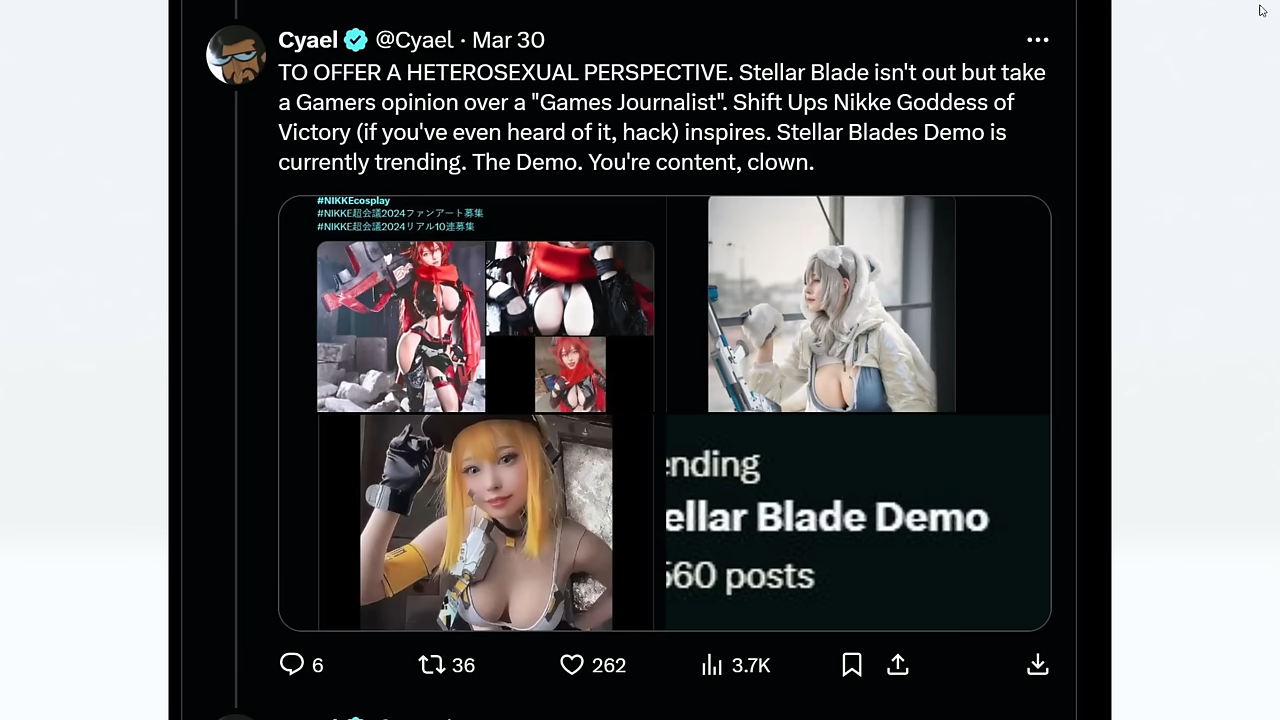 Cyael @Cyael · Mar 30
TO OFFER A HETEROSEXUAL PERSPECTIVE. Stellar Blade isn't out but take
a Gamers opinion over a "Games Journalist". Shift Ups Nikke Goddess of
Victory (if you've even heard of it, hack) inspires. Stellar Blades Demo is
currently trending. The Demo. You're content, clown.
#NIKKEcosplay
#NIKKE超会議2024ファンアート募集
#NIKKE超会議2024リアル10連募集
ending
ellar Blade Demo
560 posts
6 36 262 3.7K